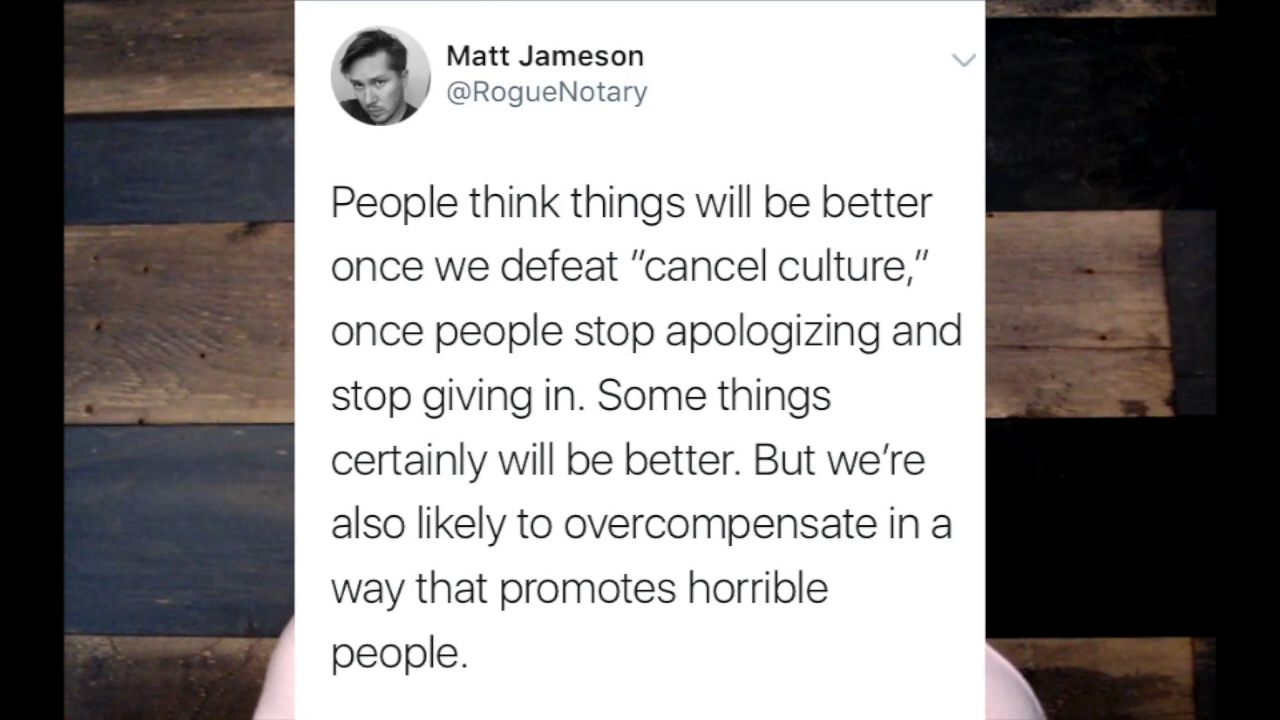 Matt Jameson
@RogueNotary
People think things will be better
once we defeat "cancel culture,"
once people stop apologizing and
stop giving in. Some things
certainly will be better. But we're
also likely to overcompensate in a
way that promotes horrible
people.